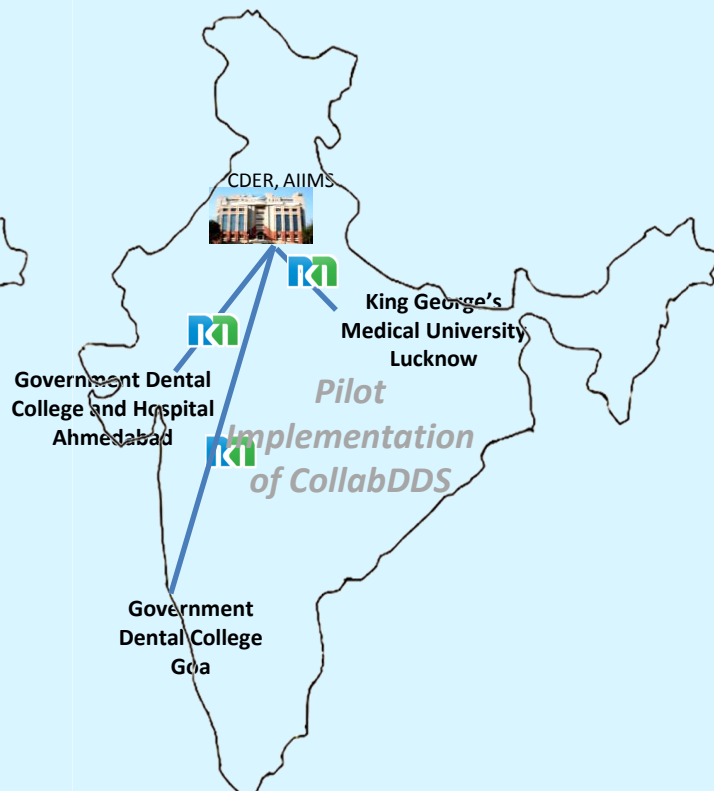 CDER, AIIMS
King George's
Medical University
Lucknow
Government Dental
College and Hospital
Ahmedabad
Pilot
Implementation
of CollabDDS
Government
Dental College
Goa